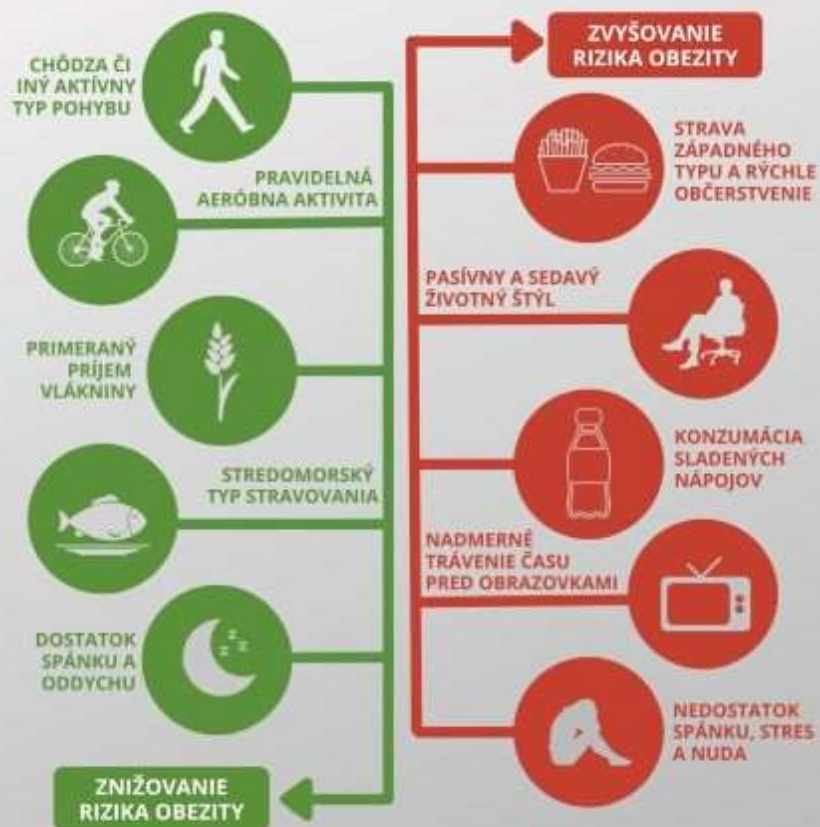 CHÔDZA ČI
INÝ AKTÍVNY
TYP POHYBU
PRAVIDELNÁ
AERÓBNA AKTIVITA
PRIMERANÝ
PRÍJEM
VLÁKNINY
STREDOMORSKÝ
TYP STRAVOVANIA
DOSTATOK
SPÁNKU A
ODDYCHU
ZNIŽOVANIE
RIZIKA OBEZITY
ZVYŠOVANIE
RIZIKA OBEZITY
STRAVA
ZÁPADNÉHO
TYPU A RÝCHLE
OBČERSTVENIE
PASÍVNY A SEDAVÝ
ŽIVOTNÝ ŠTÝL
KONZUMÁCIA
SLADENÝCH
NÁPOJOV
NADMERNÉ
TRÁVENIE ČASU
PRED OBRAZOVKAMI
NEDOSTATOK
SPÁNKU, STRES
A NUDA
z
z
z